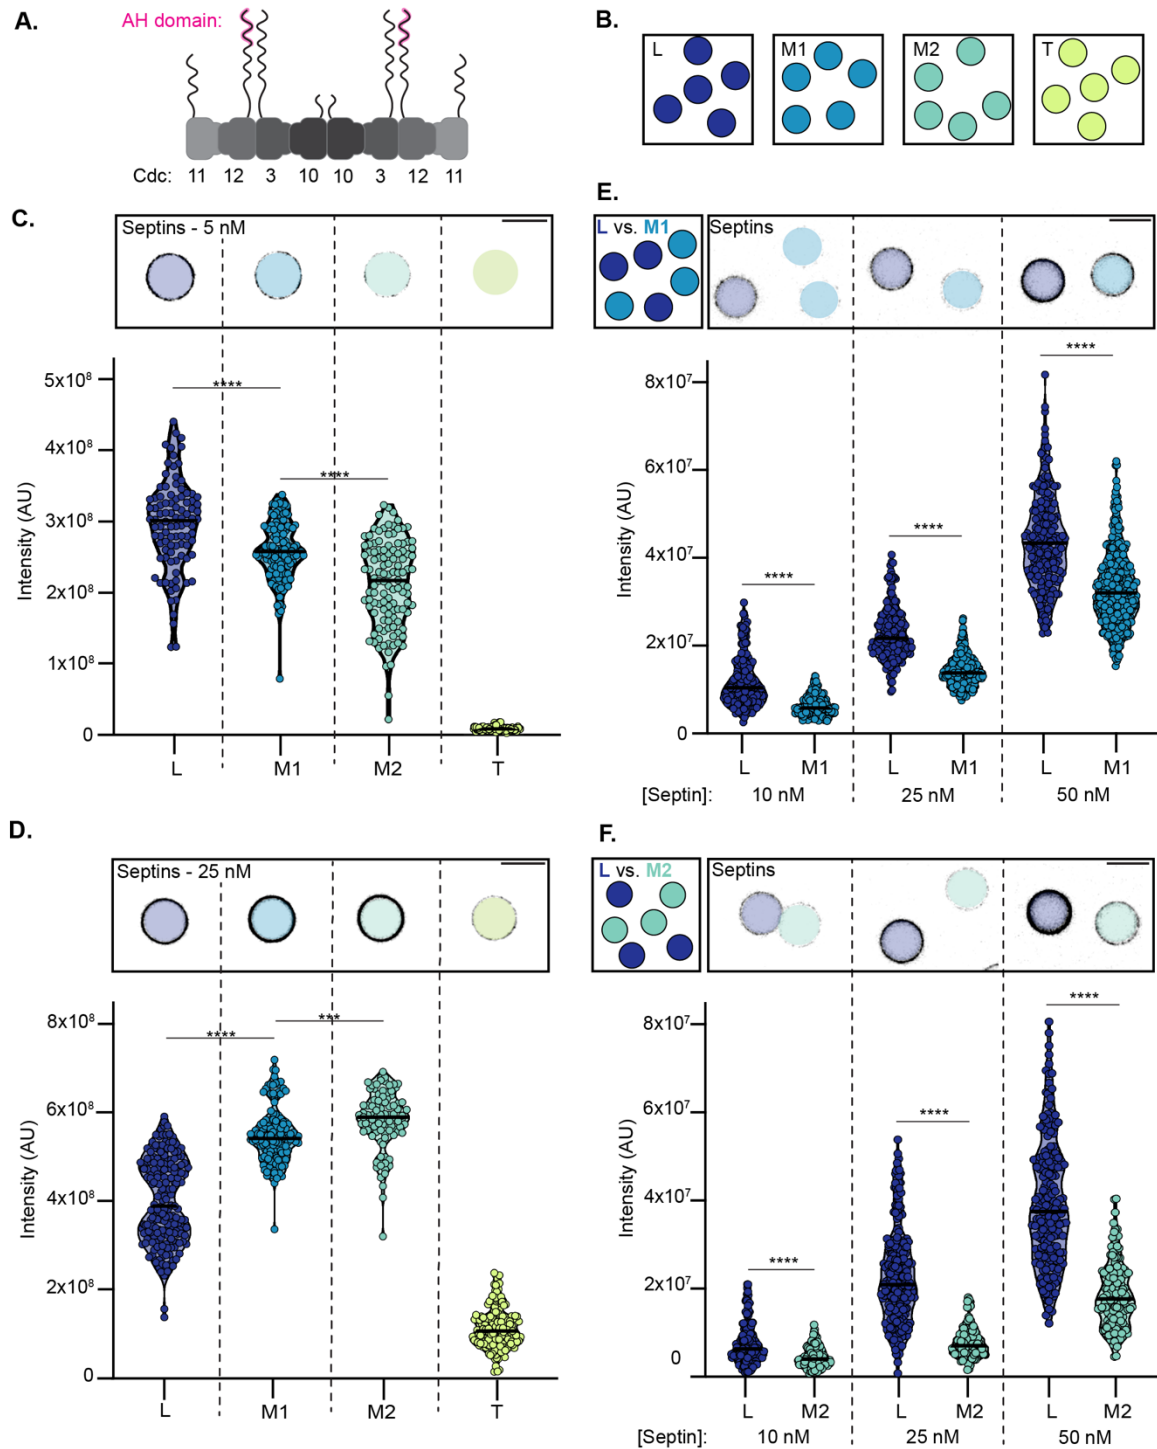 A.
AH domain:
Cdc: 11 12 3 10 10 3 12 11
B.
L
M1
M2
T
C.
Septins - 5 nM
****
****
5x10⁸
4x10⁸
3x10⁸
2x10⁸
1x10⁸
0
Intensity (AU)
L M1 M2 T
D.
Septins - 25 nM
****
***
8x10⁸
6x10⁸
4x10⁸
2x10⁸
0
Intensity (AU)
L M1 M2 T
E.
L vs. M1
Septins
****
****
****
8x10⁷
6x10⁷
4x10⁷
2x10⁷
0
Intensity (AU)
L M1 L M1 L M1
[Septin]: 10 nM 25 nM 50 nM
F.
L vs. M2
Septins
****
****
****
8x10⁷
6x10⁷
4x10⁷
2x10⁷
0
Intensity (AU)
L M2 L M2 L M2
[Septin]: 10 nM 25 nM 50 nM